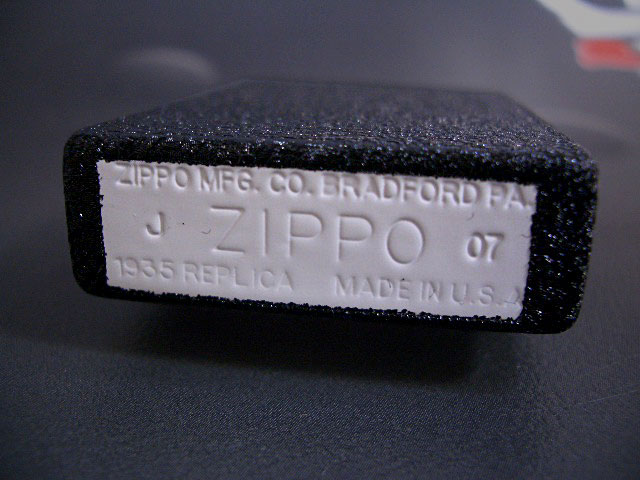 ZIPPO MFG. CO. BRADFORD PA.
J ZIPPO 07
1935 REPLICA MADE IN U.S.A